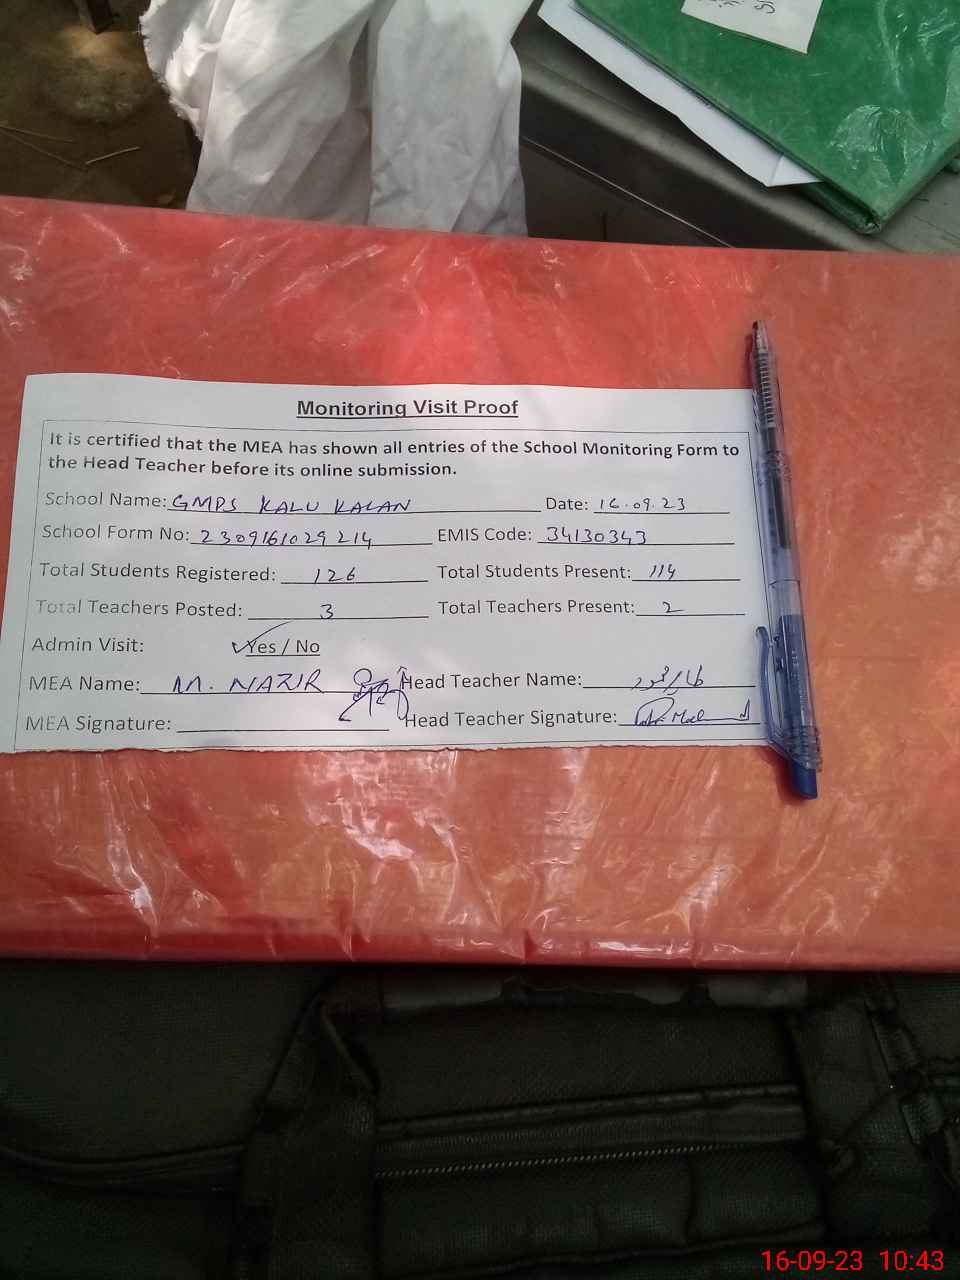 Monitoring Visit Proof
It is certified that the MEA has shown all entries of the School Monitoring Form to
the Head Teacher before its online submission.
School Name: GMPS KALU KALAN Date: 16.09.23
School Form No: 2309161029214 EMIS Code: 34130343
Total Students Registered: 126 Total Students Present: 114
Total Teachers Posted: 3 Total Teachers Present: 2
Admin Visit: Yes / No
MEA Name: M. NAZIR Head Teacher Name:
MEA Signature: Head Teacher Signature:
16-09-23 10:43